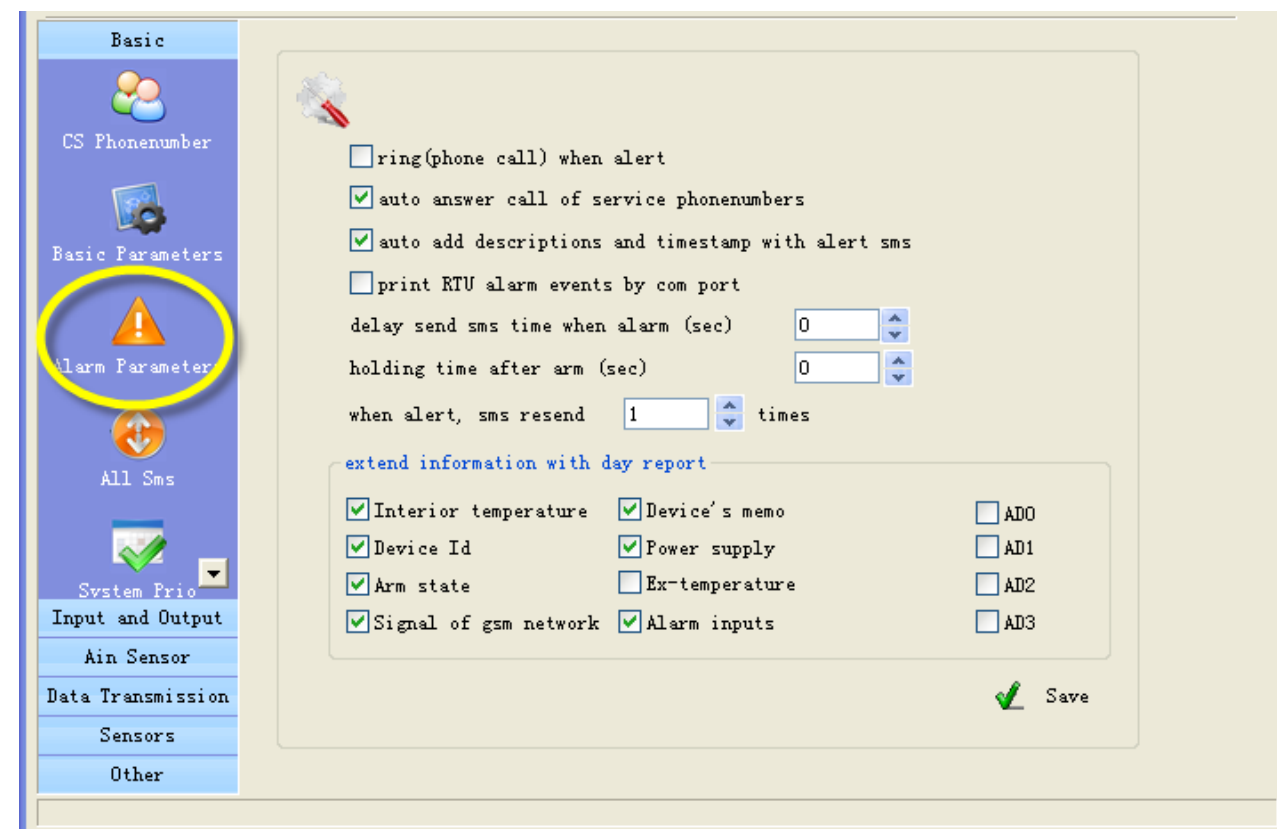 Basic
CS Phonenumber
Basic Parameters
Alarm Parameter
All Sms
System Prio
Input and Output
Ain Sensor
Data Transmission
Sensors
Other
ring(phone call) when alert
auto answer call of service phonenumbers
auto add descriptions and timestamp with alert sms
print RTU alarm events by com port
delay send sms time when alarm (sec) 0
holding time after arm (sec) 0
when alert, sms resend 1 times
extend information with day report
Interior temperature Device's memo AD0
Device Id Power supply AD1
Arm state Ex-temperature AD2
Signal of gsm network Alarm inputs AD3
Save